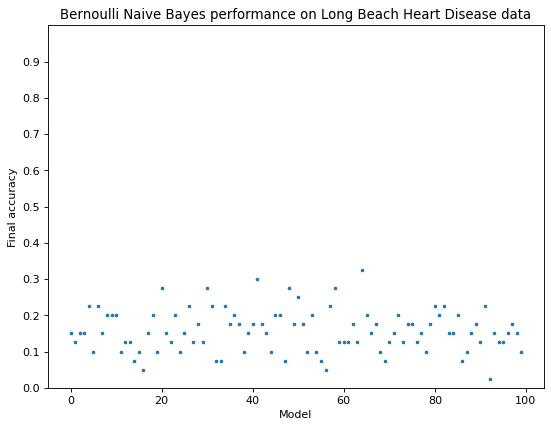 Bernoulli Naive Bayes performance on Long Beach Heart Disease data
0.9
0.8
0.7
0.6
0.5
0.4
0.3
0.2
0.1
0.0
Final accuracy
0 20 40 60 80 100
Model